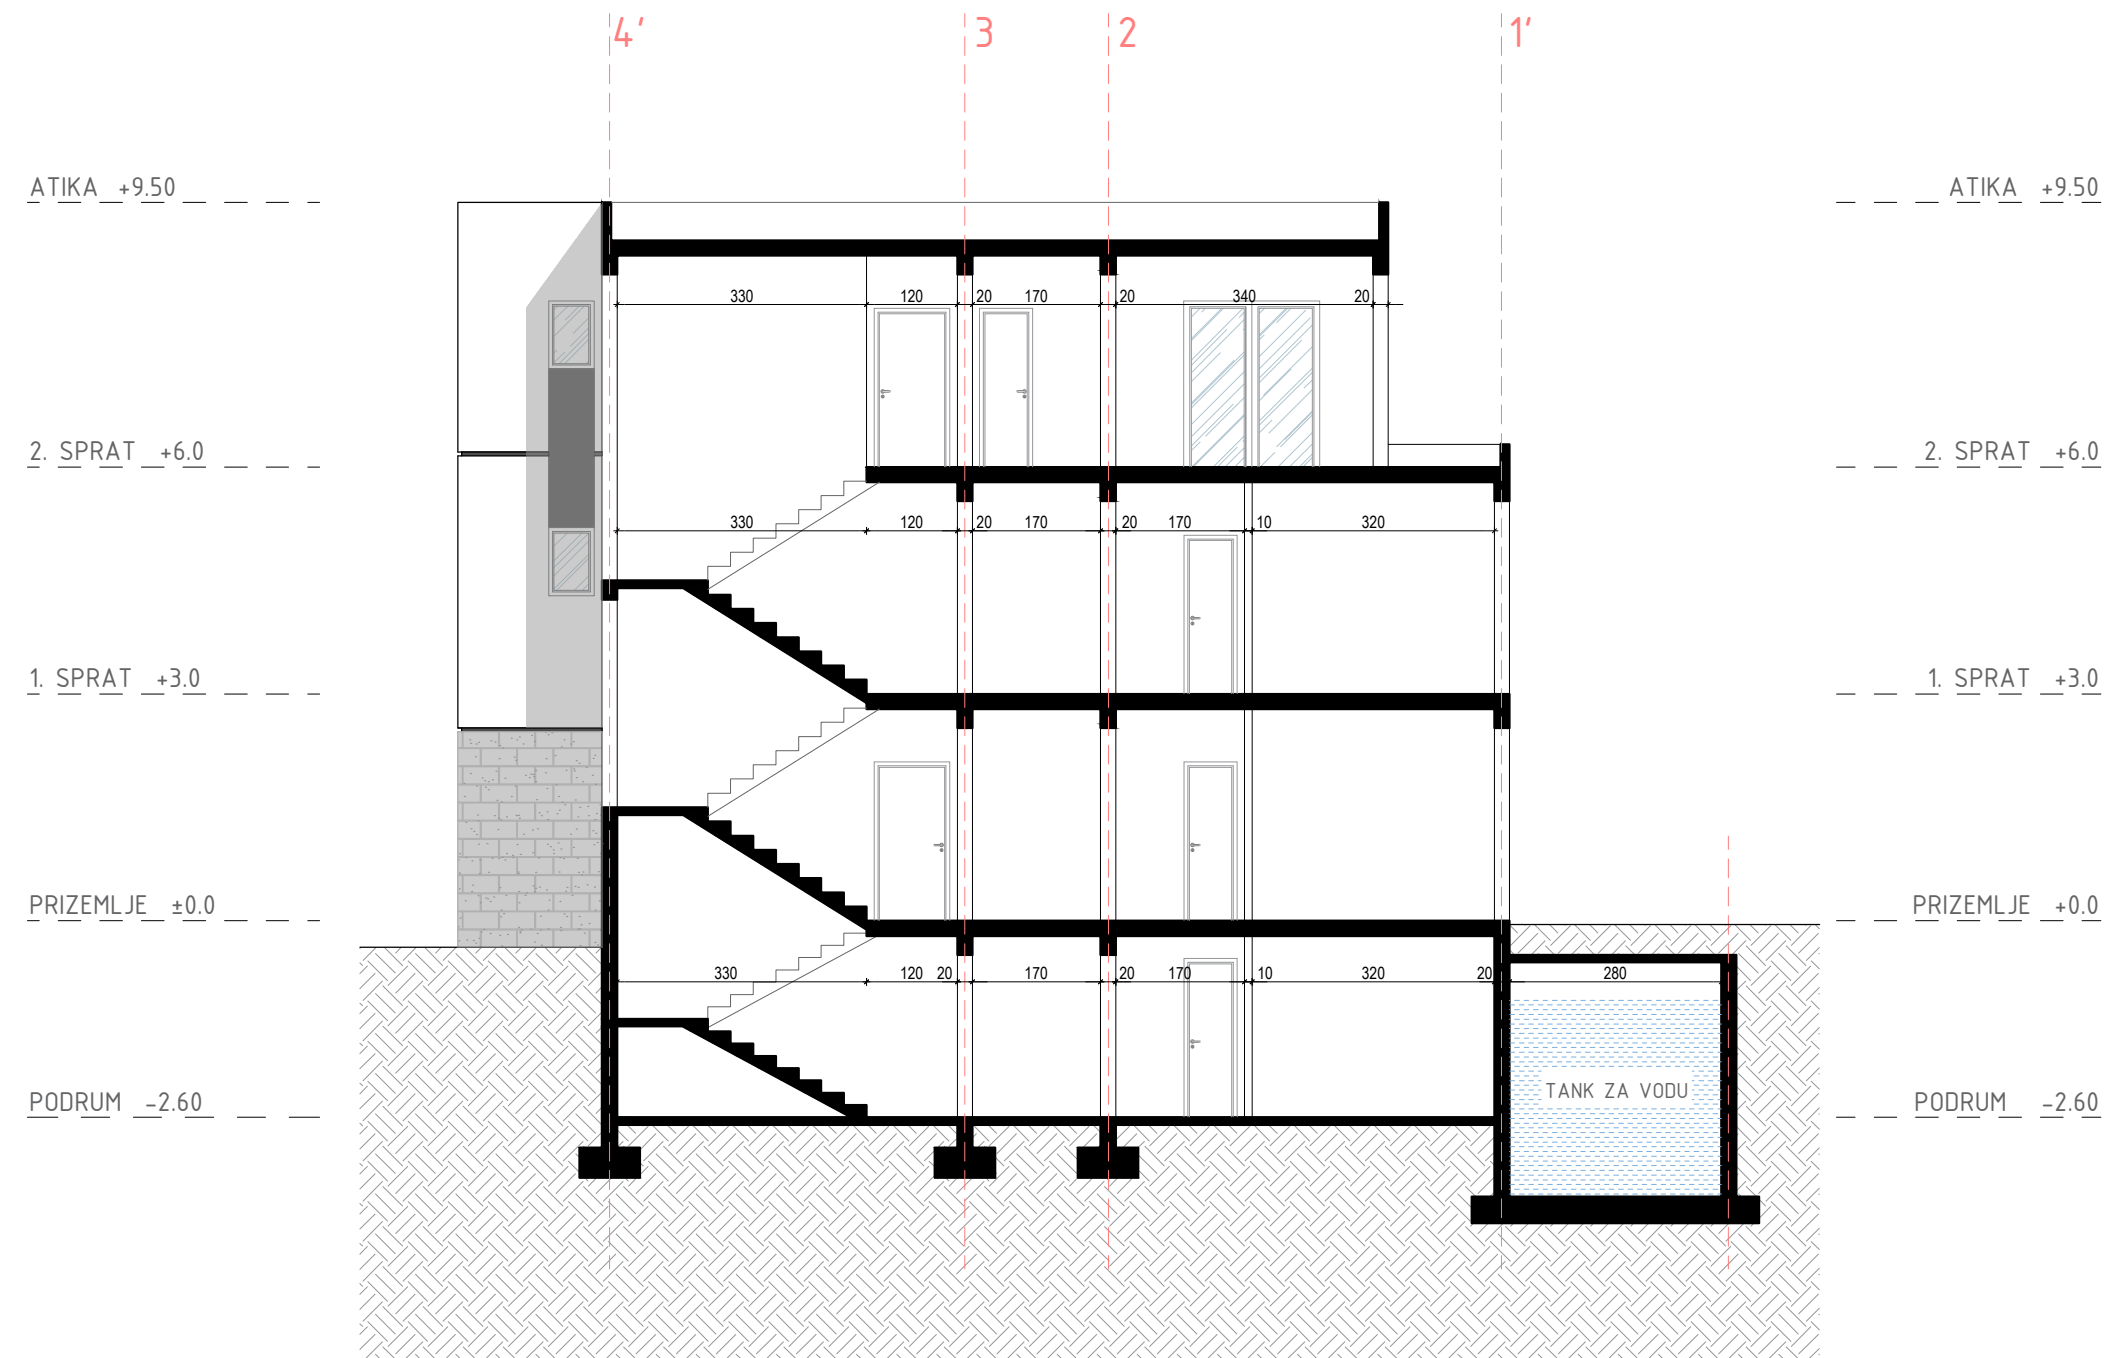 4' 3 2 1'
ATIKA +9.50 ATIKA +9.50
330 120 20 170 20 340 20
2. SPRAT +6.0 2. SPRAT +6.0
330 120 20 170 20 170 10 320
1. SPRAT +3.0 1. SPRAT +3.0
PRIZEMLJE ±0.0 PRIZEMLJE +0.0
330 120 20 170 20 170 10 320 20 280
TANK ZA VODU
PODRUM -2.60 PODRUM -2.60